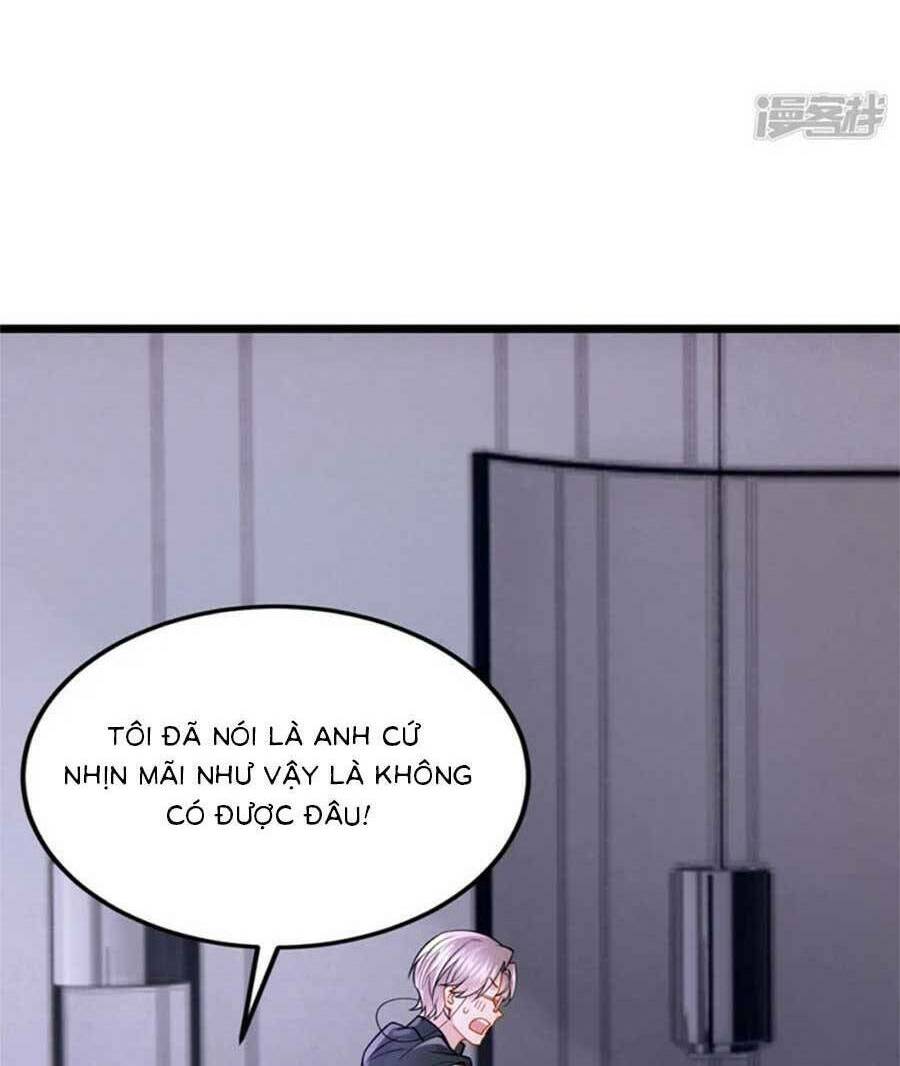 漫客栈
TÔI ĐÃ NÓI LÀ ANH CỨ
NHỊN MÃI NHƯ VẬY LÀ KHÔNG
CÓ ĐƯỢC ĐÂU!